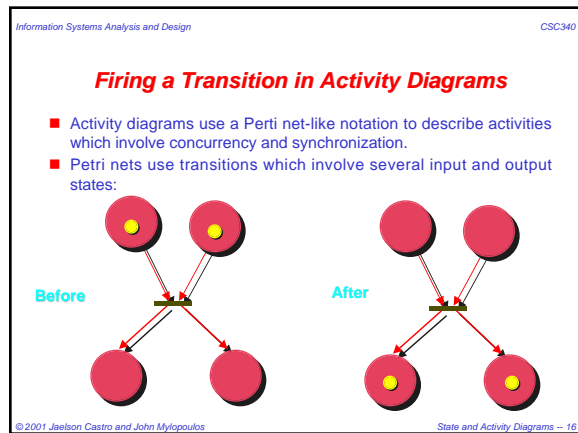 Information Systems Analysis and Design CSC340
Firing a Transition in Activity Diagrams
Activity diagrams use a Perti net-like notation to describe activities
which involve concurrency and synchronization.
Petri nets use transitions which involve several input and output
states:
Before After
© 2001 Jaelson Castro and John Mylopoulos State and Activity Diagrams -- 16